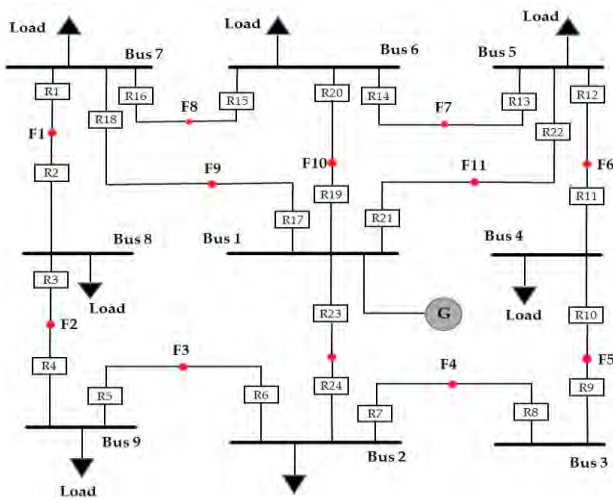 Load
Load
Load
Bus 7
Bus 6
Bus 5
R1
R18
R16
F8
R15
R20
R14
F7
R13
R22
R12
F1
R2
F9
F10
F11
F6
R19
R11
R17
R21
Bus 8
Bus 1
Bus 4
R3
Load
G
Load
R23
R10
F2
F3
F4
F5
R4
R5
R6
R24
R7
R8
R9
Bus 9
Bus 2
Bus 3
Load